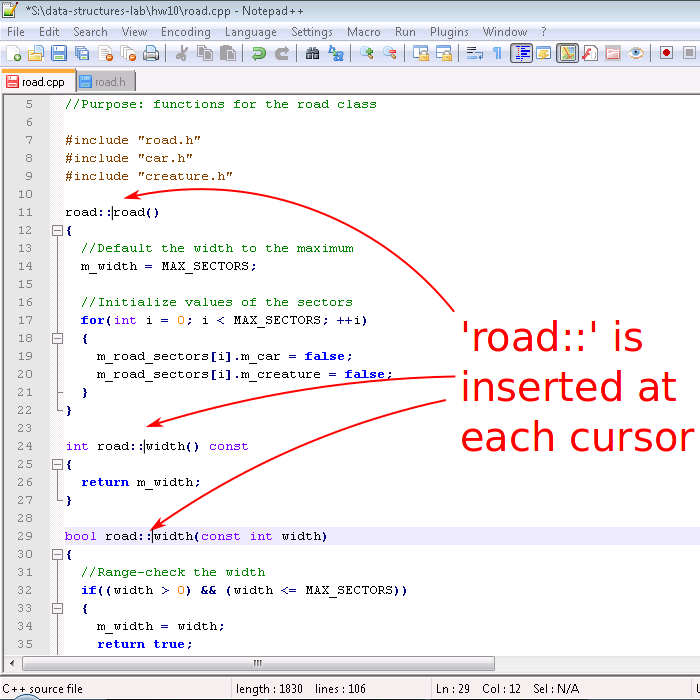 *S:\data-structures-lab\hw10\road.cpp - Notepad++
File Edit Search View Encoding Language Settings Macro Run Plugins Window ?
road.cpp road.h
5 //Purpose: functions for the road class
6
7 #include "road.h"
8 #include "car.h"
9 #include "creature.h"
10
11 road::road()
12 {
13 //Default the width to the maximum
14 m_width = MAX_SECTORS;
15
16 //Initialize values of the sectors
17 for(int i = 0; i < MAX_SECTORS; ++i)
18 {
19 m_road_sectors[i].m_car = false;
20 m_road_sectors[i].m_creature = false;
21 }
22 }
23
24 int road::width() const
25 {
26 return m_width;
27 }
28
29 bool road::width(const int width)
30 {
31 //Range-check the width
32 if((width > 0) && (width <= MAX_SECTORS))
33 {
34 m_width = width;
35 return true;
'road::' is
inserted at
each cursor
C++ source file length : 1830 lines : 106 Ln : 29 Col : 12 Sel : N/A